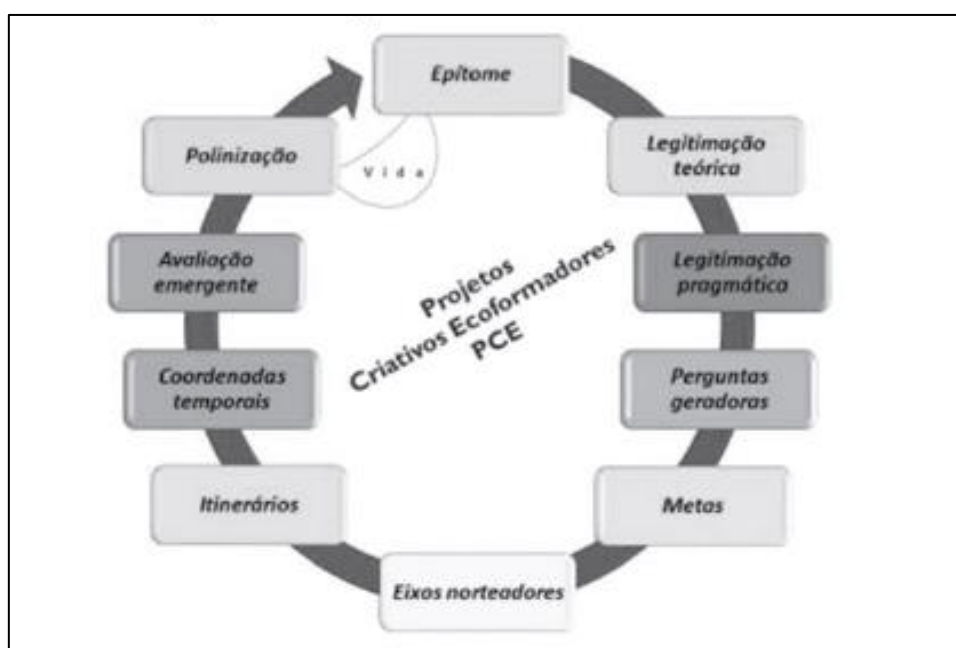 Epítome
Legitimação
teórica
Legitimação
pragmática
Perguntas
geradoras
Metas
Eixos norteadores
Itinerários
Coordenadas
temporais
Avaliação
emergente
Polinização
Vida
Projetos
Criativos Ecoformadores
PCE